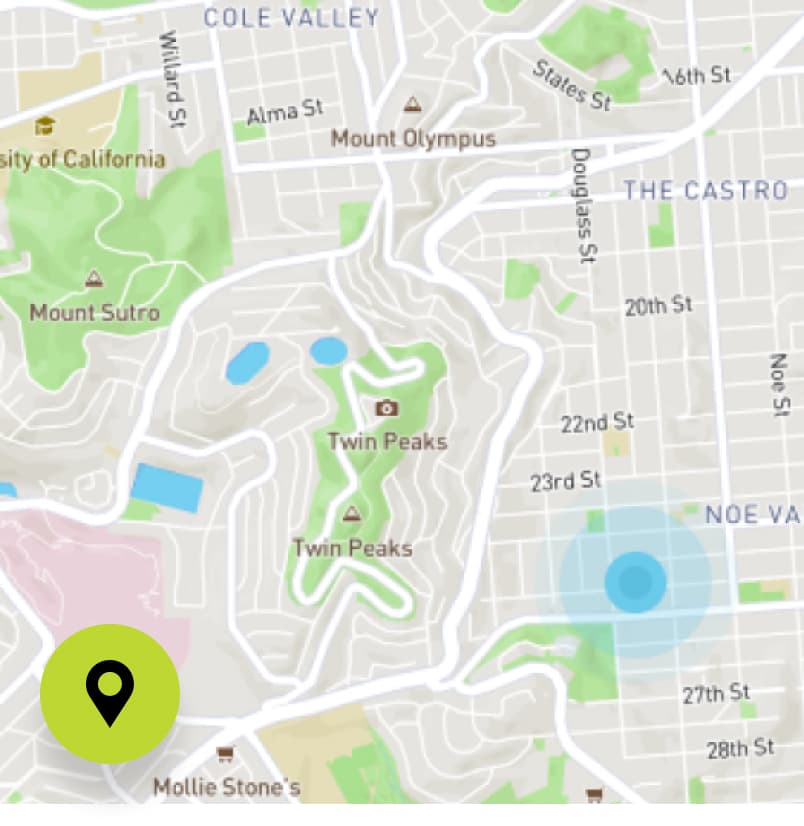 COLE VALLEY
Willard St
States St
16th St
Alma St
Mount Olympus
sity of California
Douglass St
THE CASTRO
Mount Sutro
20th St
Noe St
22nd St
Twin Peaks
23rd St
NOE VA
Twin Peaks
27th St
28th St
Mollie Stone's